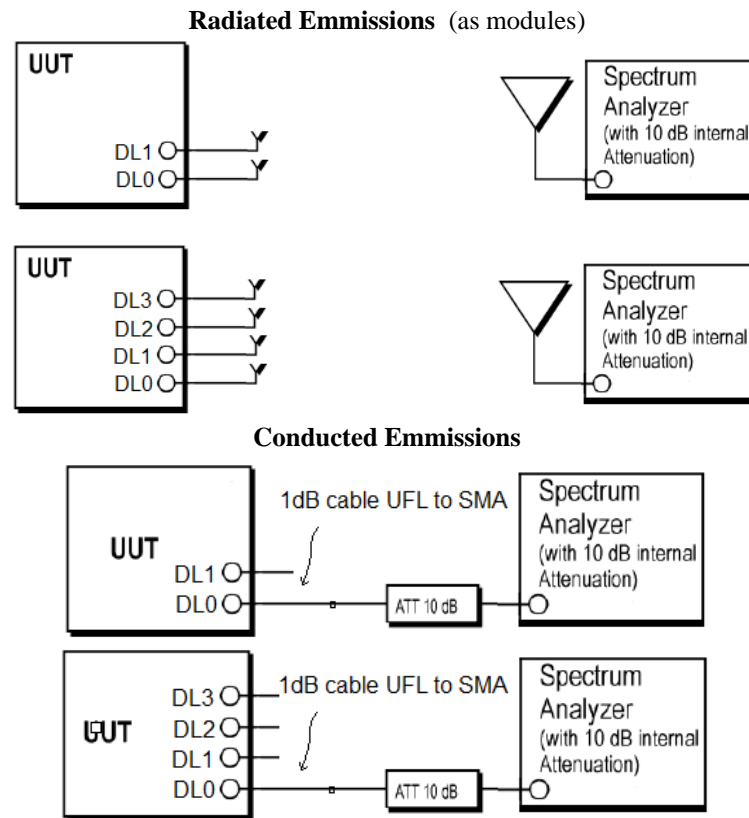 Radiated Emmissions (as modules)
UUT
DL1
DL0
Spectrum
Analyzer
(with 10 dB internal
Attenuation)
UUT
DL3
DL2
DL1
DL0
Spectrum
Analyzer
(with 10 dB internal
Attenuation)
Conducted Emmissions
UUT
DL1
DL0
1dB cable UFL to SMA
ATT 10 dB
Spectrum
Analyzer
(with 10 dB internal
Attenuation)
UUT
DL3
DL2
DL1
DL0
1dB cable UFL to SMA
ATT 10 dB
Spectrum
Analyzer
(with 10 dB internal
Attenuation)